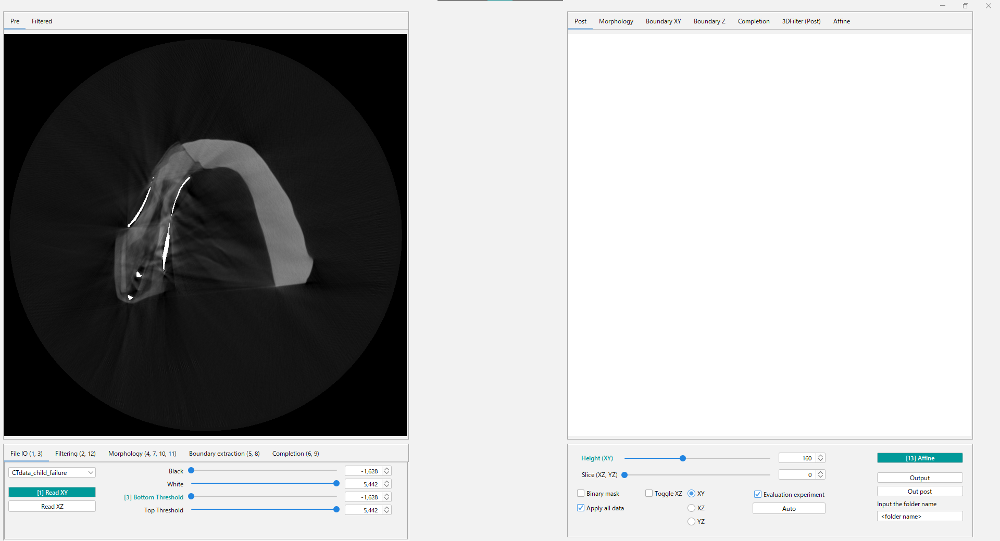 Pre Filtered
Post Morphology Boundary XY Boundary Z Completion 3DFilter (Post) Affine
File IO (1, 3) Filtering (2, 12) Morphology (4, 7, 10, 11) Boundary extraction (5, 8) Completion (6, 9)
CTdata_child_failure
[1] Read XY
Read XZ
Black -1,628
White 5,442
[3] Bottom Threshold -1,628
Top Threshold 5,442
Height (XY) 160
Slice (XZ, YZ) 0
Binary mask
Apply all data
Toggle XZ
XY
XZ
YZ
Evaluation experiment
Auto
[13] Affine
Output
Out post
Input the folder name
<folder name>